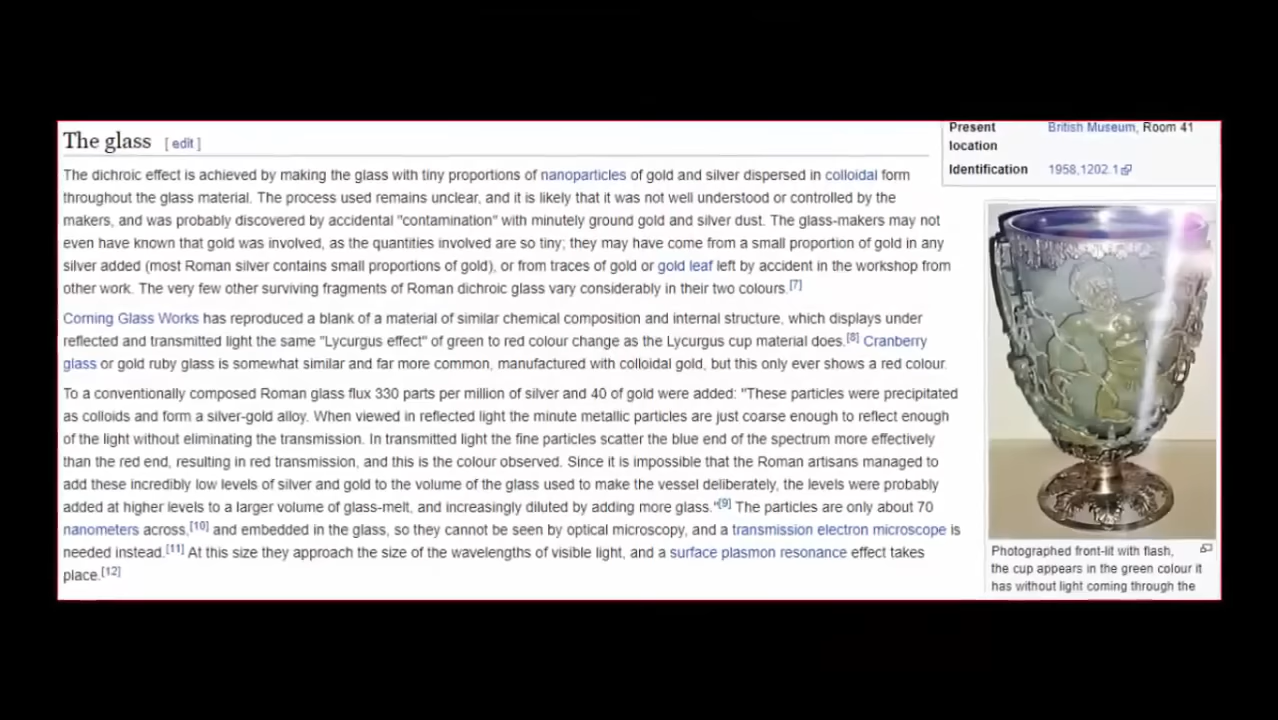 The glass [ edit ]
The dichroic effect is achieved by making the glass with tiny proportions of nanoparticles of gold and silver dispersed in colloidal form
throughout the glass material. The process used remains unclear, and it is likely that it was not well understood or controlled by the
makers, and was probably discovered by accidental "contamination" with minutely ground gold and silver dust. The glass-makers may not
even have known that gold was involved, as the quantities involved are so tiny; they may have come from a small proportion of gold in any
silver added (most Roman silver contains small proportions of gold), or from traces of gold or gold leaf left by accident in the workshop from
other work. The very few other surviving fragments of Roman dichroic glass vary considerably in their two colours.[7]
Corning Glass Works has reproduced a blank of a material of similar chemical composition and internal structure, which displays under
reflected and transmitted light the same "Lycurgus effect" of green to red colour change as the Lycurgus cup material does.[8] Cranberry
glass or gold ruby glass is somewhat similar and far more common, manufactured with colloidal gold, but this only ever shows a red colour.
To a conventionally composed Roman glass flux 330 parts per million of silver and 40 of gold were added: "These particles were precipitated
as colloids and form a silver-gold alloy. When viewed in reflected light the minute metallic particles are just coarse enough to reflect enough
of the light without eliminating the transmission. In transmitted light the fine particles scatter the blue end of the spectrum more effectively
than the red end, resulting in red transmission, and this is the colour observed. Since it is impossible that the Roman artisans managed to
add these incredibly low levels of silver and gold to the volume of the glass used to make the vessel deliberately, the levels were probably
added at higher levels to a larger volume of glass-melt, and increasingly diluted by adding more glass."[9] The particles are only about 70
nanometers across,[10] and embedded in the glass, so they cannot be seen by optical microscopy, and a transmission electron microscope is
needed instead.[11] At this size they approach the size of the wavelengths of visible light, and a surface plasmon resonance effect takes
place.[12]
Present British Museum, Room 41
location
Identification 1958,1202.1
Photographed front-lit with flash,
the cup appears in the green colour it
has without light coming through the